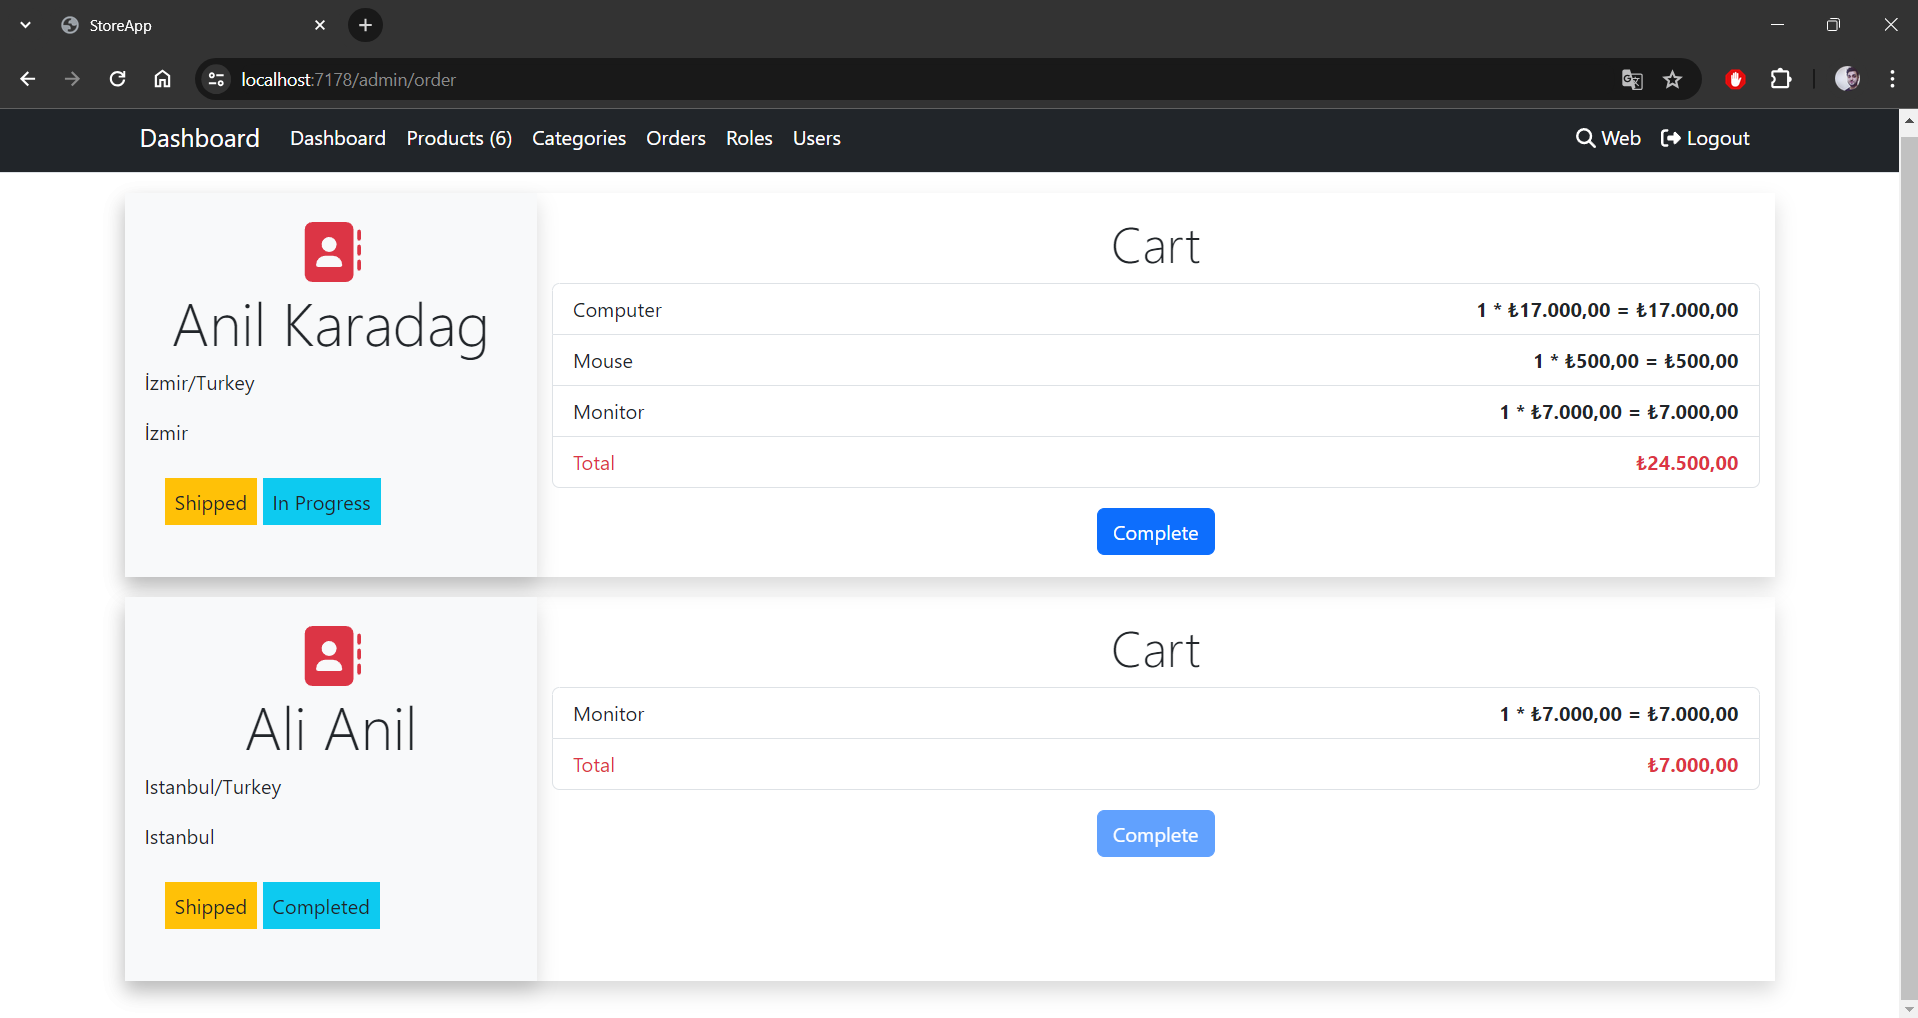 StoreApp
localhost:7178/admin/order
Dashboard Dashboard Products (6) Categories Orders Roles Users Web Logout
Anil Karadag
İzmir/Turkey
İzmir
Shipped In Progress
Cart
Computer 1 * ₺17.000,00 = ₺17.000,00
Mouse 1 * ₺500,00 = ₺500,00
Monitor 1 * ₺7.000,00 = ₺7.000,00
Total ₺24.500,00
Complete
Ali Anil
Istanbul/Turkey
Istanbul
Shipped Completed
Cart
Monitor 1 * ₺7.000,00 = ₺7.000,00
Total ₺7.000,00
Complete